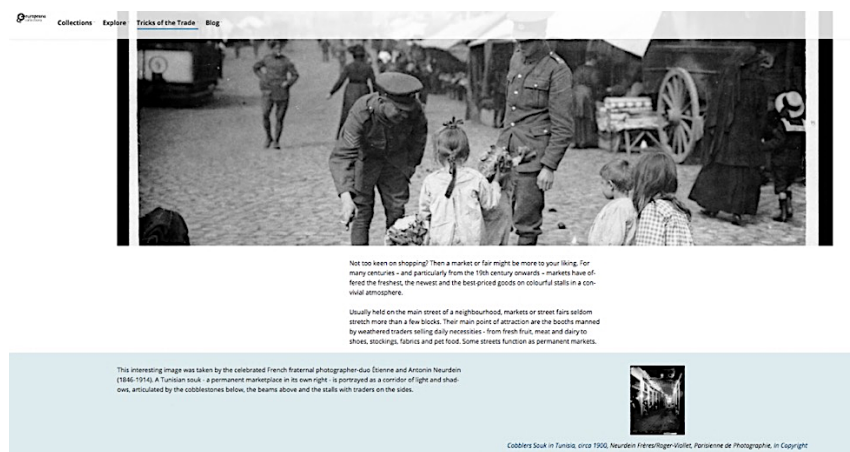 Collections Explore Tricks of the Trade Blog
Not too keen on shopping? Then a market or fair might be more to your liking. For
many centuries – and particularly from the 19th century onwards – markets have of-
fered the freshest, the newest and the best-priced goods on colourful stalls in a con-
vivial atmosphere.
Usually held on the main street of a neighbourhood, markets or street fairs seldom
stretch more than a few blocks. Their main point of attraction are the booths manned
by weathered traders selling daily necessities - from fresh fruit, meat and dairy to
shoes, stockings, fabrics and pet food. Some streets function as permanent markets.
This interesting image was taken by the celebrated French fraternal photographer-duo Étienne and Antonin Neurdein
(1846-1914). A Tunisian souk - a permanent marketplace in its own right - is portrayed as a corridor of light and shad-
ows, articulated by the cobblestones below, the beams above and the stalls with traders on the sides.
Cobblers Souk in Tunisia, circa 1900, Neurdein Frères/Roger-Viollet, Parisienne de Photographie, In Copyright